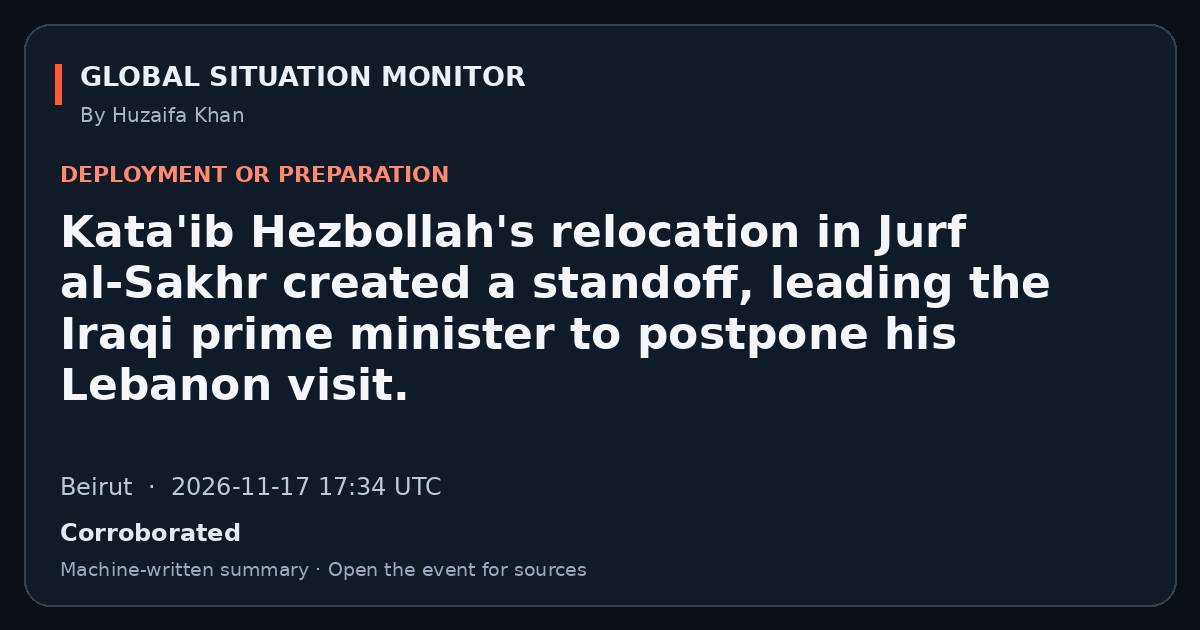 GLOBAL SITUATION MONITOR
By Huzaifa Khan
DEPLOYMENT OR PREPARATION
Kata'ib Hezbollah's relocation in Jurf
al-Sakhr created a standoff, leading the
Iraqi prime minister to postpone his
Lebanon visit.
Beirut · 2026-11-17 17:34 UTC
Corroborated
Machine-written summary · Open the event for sources